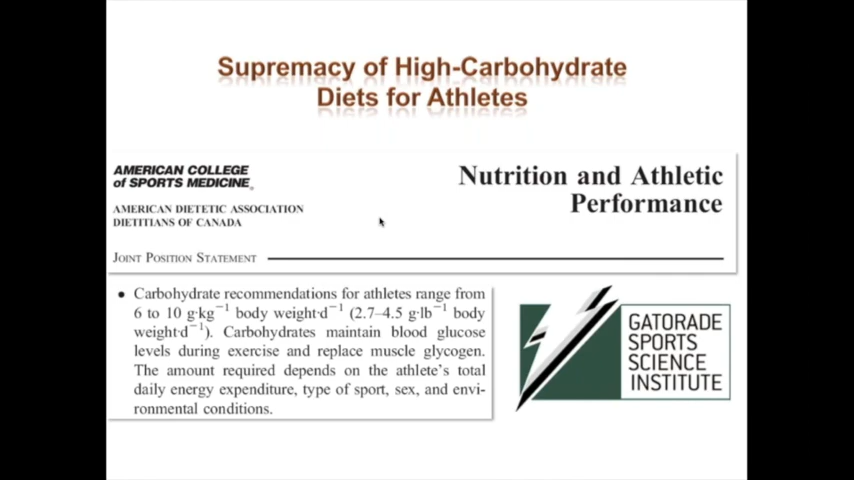 Supremacy of High-Carbohydrate
Diets for Athletes
AMERICAN COLLEGE
of SPORTS MEDICINE®
AMERICAN DIETETIC ASSOCIATION
DIETITIANS OF CANADA
JOINT POSITION STATEMENT
Nutrition and Athletic
Performance
• Carbohydrate recommendations for athletes range from
6 to 10 g·kg⁻¹ body weight·d⁻¹ (2.7–4.5 g·lb⁻¹ body
weight·d⁻¹). Carbohydrates maintain blood glucose
levels during exercise and replace muscle glycogen.
The amount required depends on the athlete's total
daily energy expenditure, type of sport, sex, and envi-
ronmental conditions.
GATORADE
SPORTS
SCIENCE
INSTITUTE